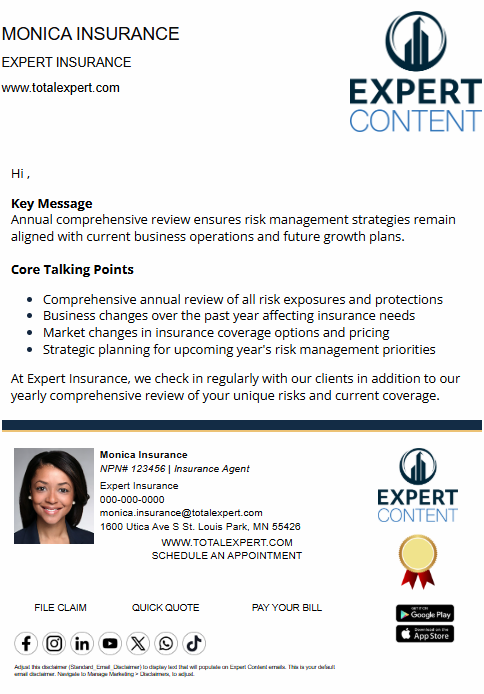 MONICA INSURANCE
EXPERT INSURANCE
www.totalexpert.com
EXPERT
CONTENT
Hi ,
Key Message
Annual comprehensive review ensures risk management strategies remain
aligned with current business operations and future growth plans.
Core Talking Points
• Comprehensive annual review of all risk exposures and protections
• Business changes over the past year affecting insurance needs
• Market changes in insurance coverage options and pricing
• Strategic planning for upcoming year's risk management priorities
At Expert Insurance, we check in regularly with our clients in addition to our
yearly comprehensive review of your unique risks and current coverage.
Monica Insurance
NPN# 123456 | Insurance Agent
Expert Insurance
000-000-0000
monica.insurance@totalexpert.com
1600 Utica Ave S St. Louis Park, MN 55426
WWW.TOTALEXPERT.COM
SCHEDULE AN APPOINTMENT
EXPERT
CONTENT
FILE CLAIM
QUICK QUOTE
PAY YOUR BILL
GET IT ON
Google Play
Download on the
App Store
Adjust this disclaimer (Standard_Email_Disclaimer) to display text that will populate on Expert Content emails. This is your default
email disclaimer. Navigate to Manage Marketing > Disclaimers, to adjust.